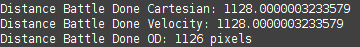 Distance Battle Done Cartesian: 1128.0000003233579
Distance Battle Done Velocity: 1128.0000003233579
Distance Battle Done OD: 1126 pixels